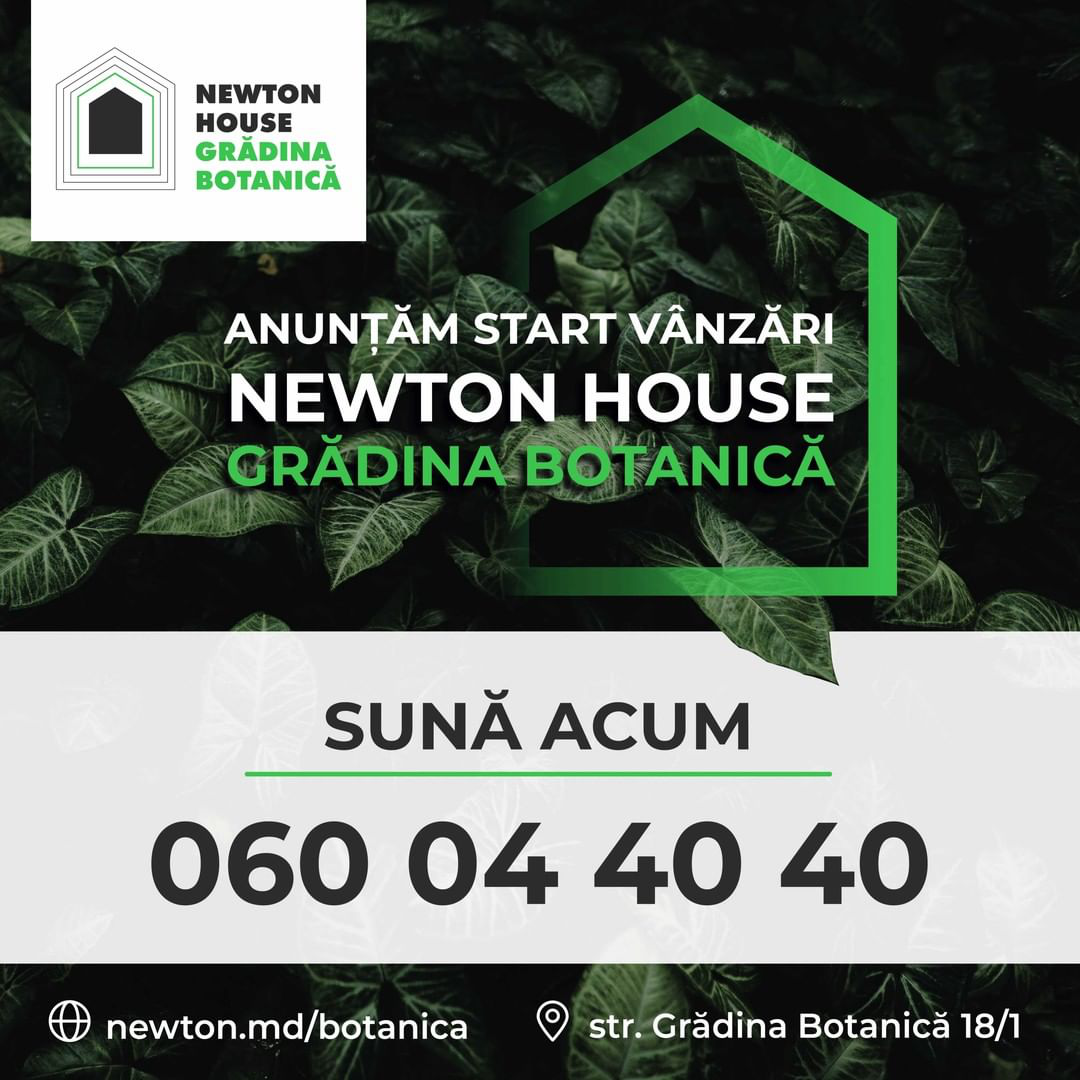 NEWTON
HOUSE
GRĂDINA
BOTANICĂ
ANUNȚĂM START VÂNZĂRI
NEWTON HOUSE
GRĂDINA BOTANICĂ
SUNĂ ACUM
060 04 40 40
newton.md/botanica
str. Grădina Botanică 18/1